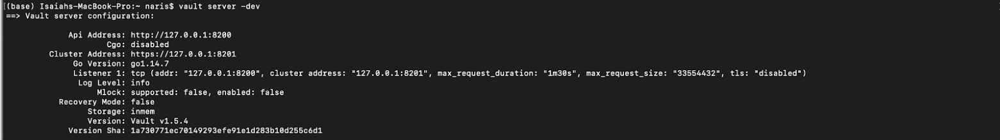 [(base) Isaiahs-MacBook-Pro:~ naris$ vault server -dev
==> Vault server configuration:
Api Address: http://127.0.0.1:8200
Cgo: disabled
Cluster Address: https://127.0.0.1:8201
Go Version: go1.14.7
Listener 1: tcp (addr: "127.0.0.1:8200", cluster address: "127.0.0.1:8201", max_request_duration: "1m30s", max_request_size: "33554432", tls: "disabled")
Log Level: info
Mlock: supported: false, enabled: false
Recovery Mode: false
Storage: inmem
Version: Vault v1.5.4
Version Sha: 1a730771ec70149293efe91e1d283b10d255c6d1